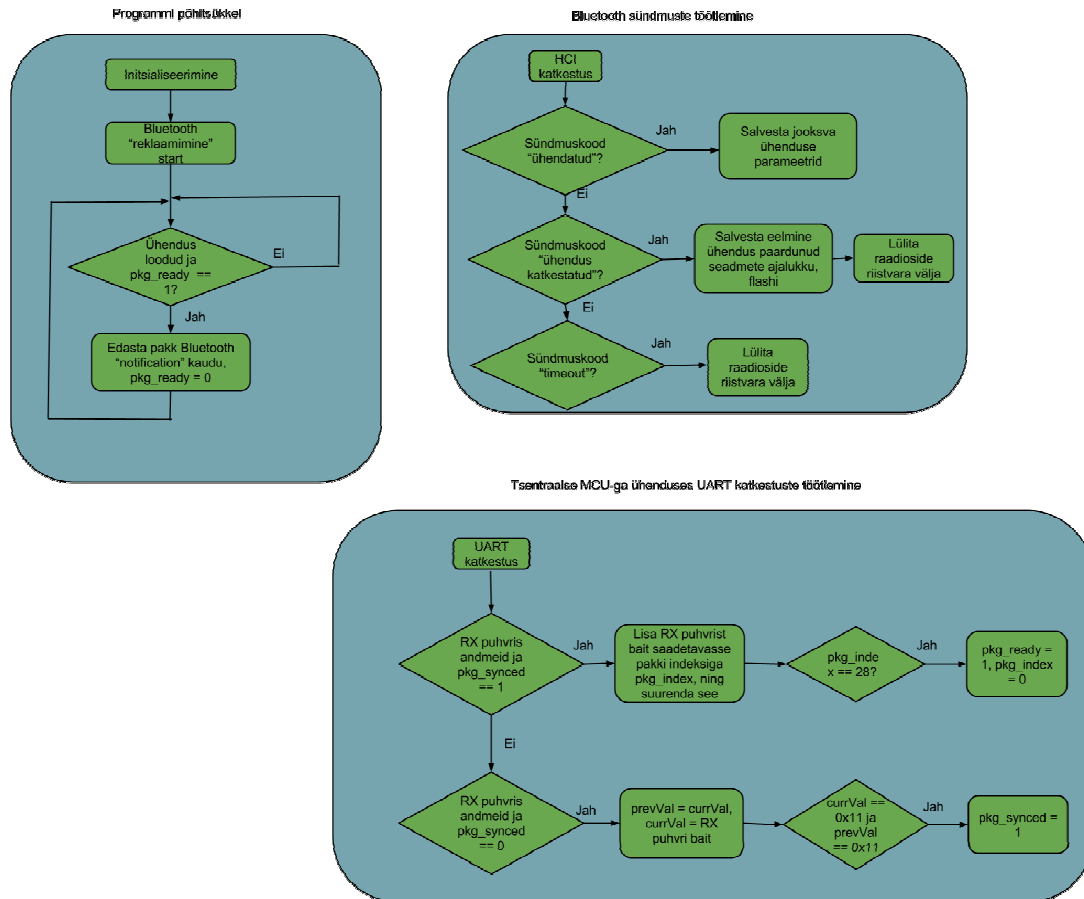 Programmi põhitsükkel
Initsialiseerimine
Bluetooth
“reklaamimine”
start
Ühendus
loodud ja
pkg_ready ==
1?
Ei
Jah
Edasta pakk Bluetooth
“notification” kaudu,
pkg_ready = 0
Bluetooth sündmuste töötlemine
HCI
katkestus
Sündmuskood
“ühendatud”?
Jah
Salvesta jooksva
ühenduse
parameetrid
Ei
Sündmuskood
“ühendus
katkestatud”?
Jah
Salvesta eelmine
ühendus paardunud
seadmete ajalukku,
flashi
Lülita
raadioside
riistvara välja
Ei
Sündmuskood
“timeout”?
Jah
Lülita
raadioside
riistvara välja
Tsentraalse MCU-ga ühenduses UART katkestuste töötlemine
UART
katkestus
RX puhvris
andmeid ja
pkg_synced
== 1
Jah
Lisa RX puhvrist
bait saadetavasse
pakki indeksiga
pkg_index, ning
suurenda see
pkg_inde
x == 28?
Jah
pkg_ready =
1, pkg_index
= 0
Ei
RX puhvris
andmeid ja
pkg_synced
== 0
Jah
prevVal = currVal,
currVal = RX
puhvri bait
currVal ==
0x11 ja
prevVal
== 0x11
Jah
pkg_synced =
1